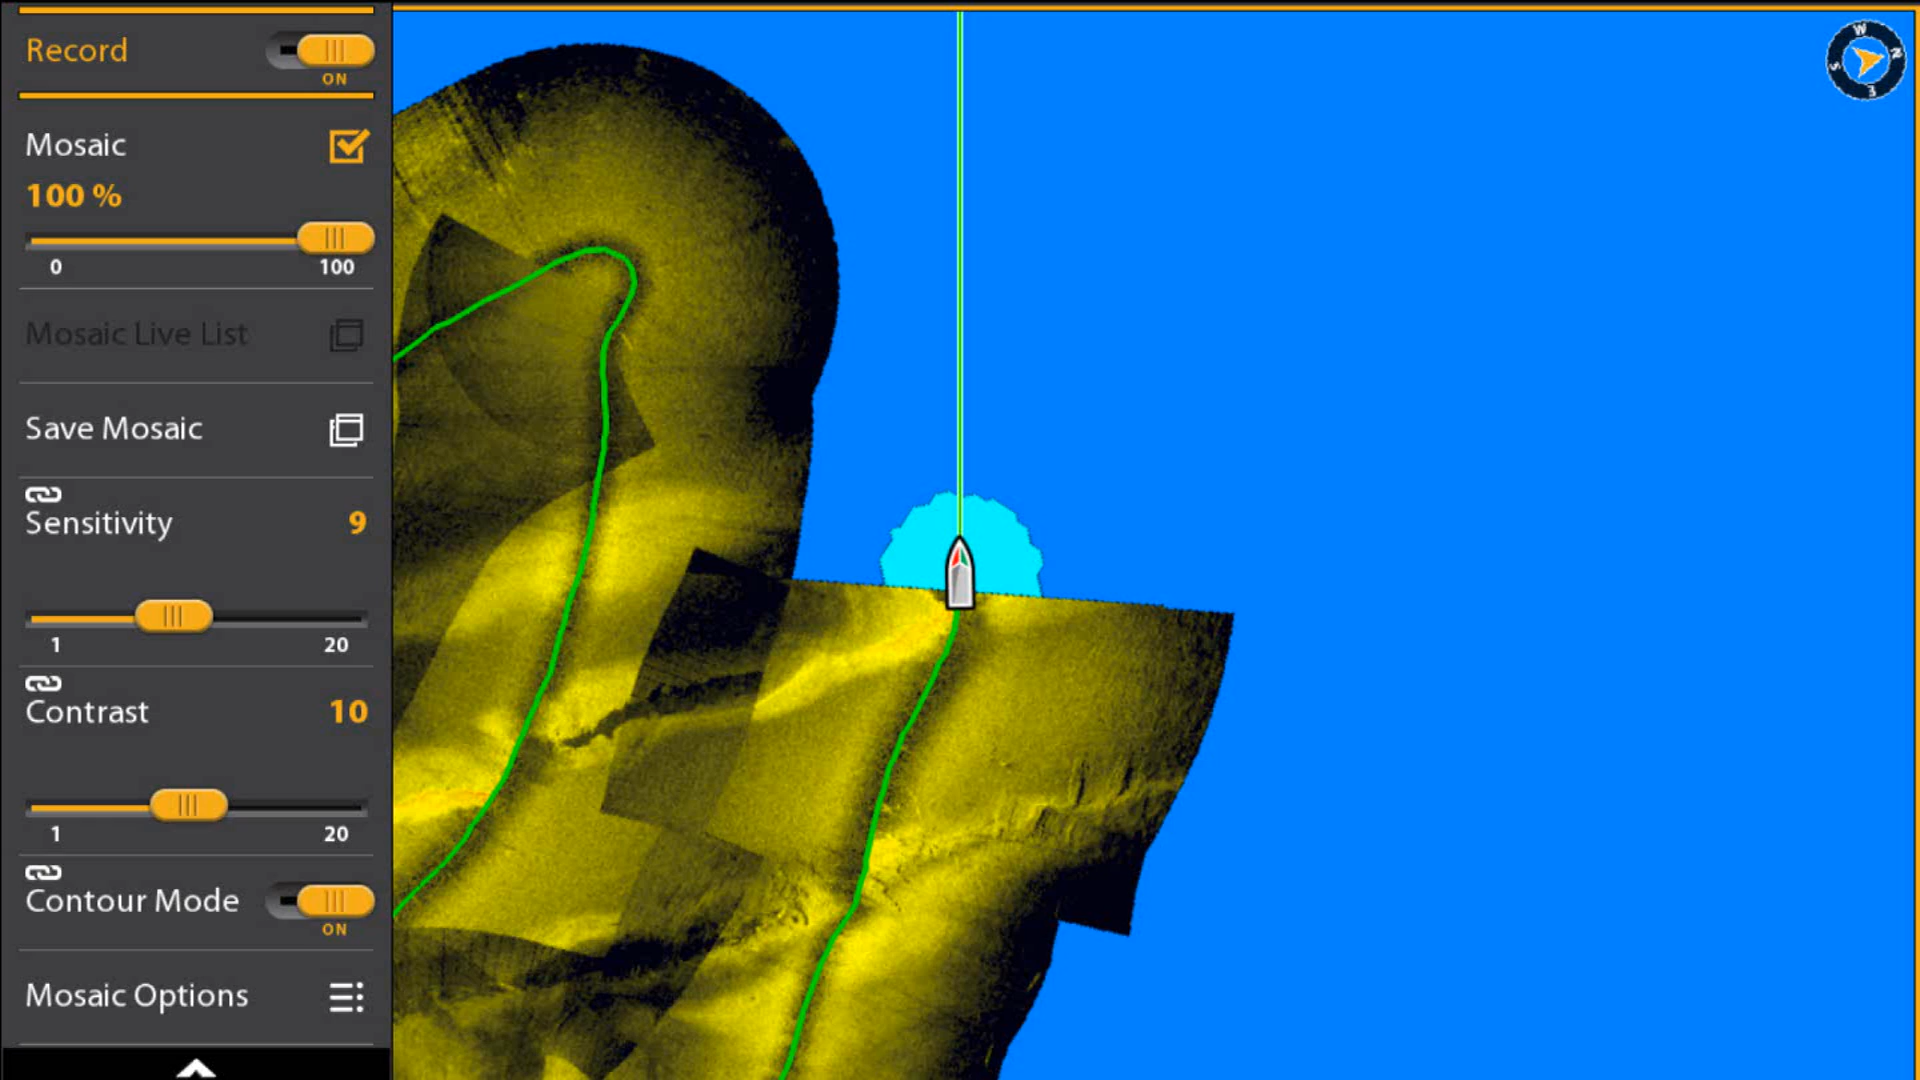 Record
ON
Mosaic
100 %
0 100
Mosaic Live List
Save Mosaic
Sensitivity 9
1 20
Contrast 10
1 20
Contour Mode
ON
Mosaic Options
W
N
S
E